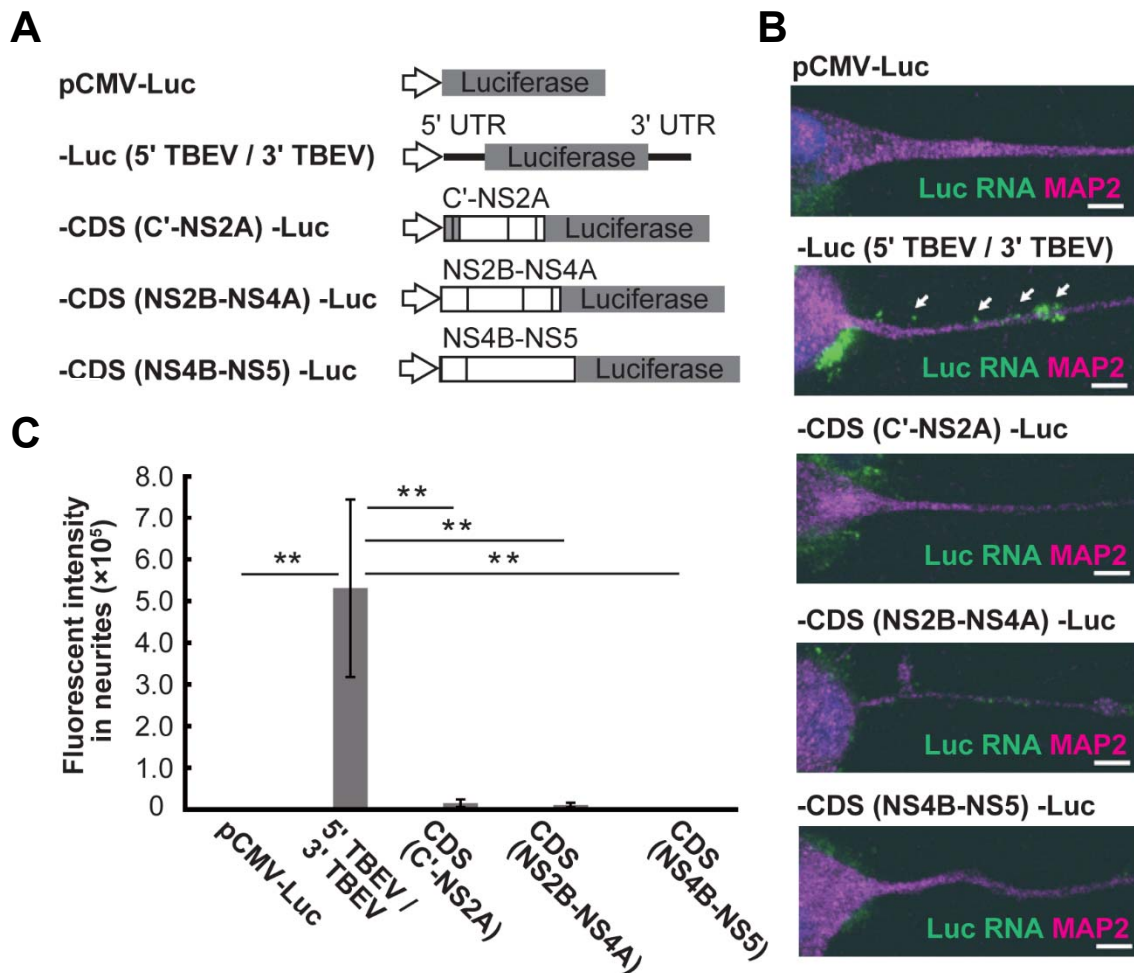 A
pCMV-Luc
Luciferase
5' UTR 3' UTR
-Luc (5' TBEV / 3' TBEV)
Luciferase
C'-NS2A
-CDS (C'-NS2A) -Luc
Luciferase
NS2B-NS4A
-CDS (NS2B-NS4A) -Luc
Luciferase
NS4B-NS5
-CDS (NS4B-NS5) -Luc
Luciferase
B
pCMV-Luc
Luc RNA MAP2
-Luc (5' TBEV / 3' TBEV)
Luc RNA MAP2
-CDS (C'-NS2A) -Luc
Luc RNA MAP2
-CDS (NS2B-NS4A) -Luc
Luc RNA MAP2
-CDS (NS4B-NS5) -Luc
Luc RNA MAP2
C
Fluorescent intensity
in neurites (×10⁵)
8.0
7.0
6.0
5.0
4.0
3.0
2.0
1.0
0
**
**
**
**
pCMV-Luc
5' TBEV /
3' TBEV
CDS
(C'-NS2A)
CDS
(NS2B-NS4A)
CDS
(NS4B-NS5)